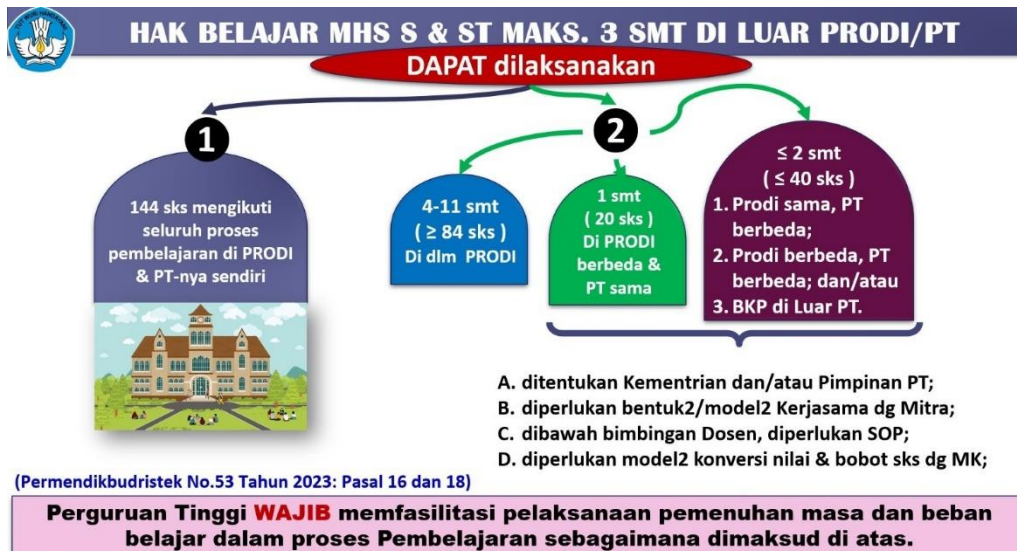 HAK BELAJAR MHS S & ST MAKS. 3 SMT DI LUAR PRODI/PT
DAPAT dilaksanakan
1
144 sks mengikuti
seluruh proses
pembelajaran di PRODI
& PT-nya sendiri
2
4-11 smt
( ≥ 84 sks )
Di dlm PRODI
1 smt
( 20 sks )
Di PRODI
berbeda &
PT sama
≤ 2 smt
( ≤ 40 sks )
1. Prodi sama, PT
berbeda;
2. Prodi berbeda, PT
berbeda; dan/atau
3. BKP di Luar PT.
A. ditentukan Kementrian dan/atau Pimpinan PT;
B. diperlukan bentuk2/model2 Kerjasama dg Mitra;
C. dibawah bimbingan Dosen, diperlukan SOP;
D. diperlukan model2 konversi nilai & bobot sks dg MK;
(Permendikbudristek No.53 Tahun 2023: Pasal 16 dan 18)
Perguruan Tinggi WAJIB memfasilitasi pelaksanaan pemenuhan masa dan beban
belajar dalam proses Pembelajaran sebagaimana dimaksud di atas.